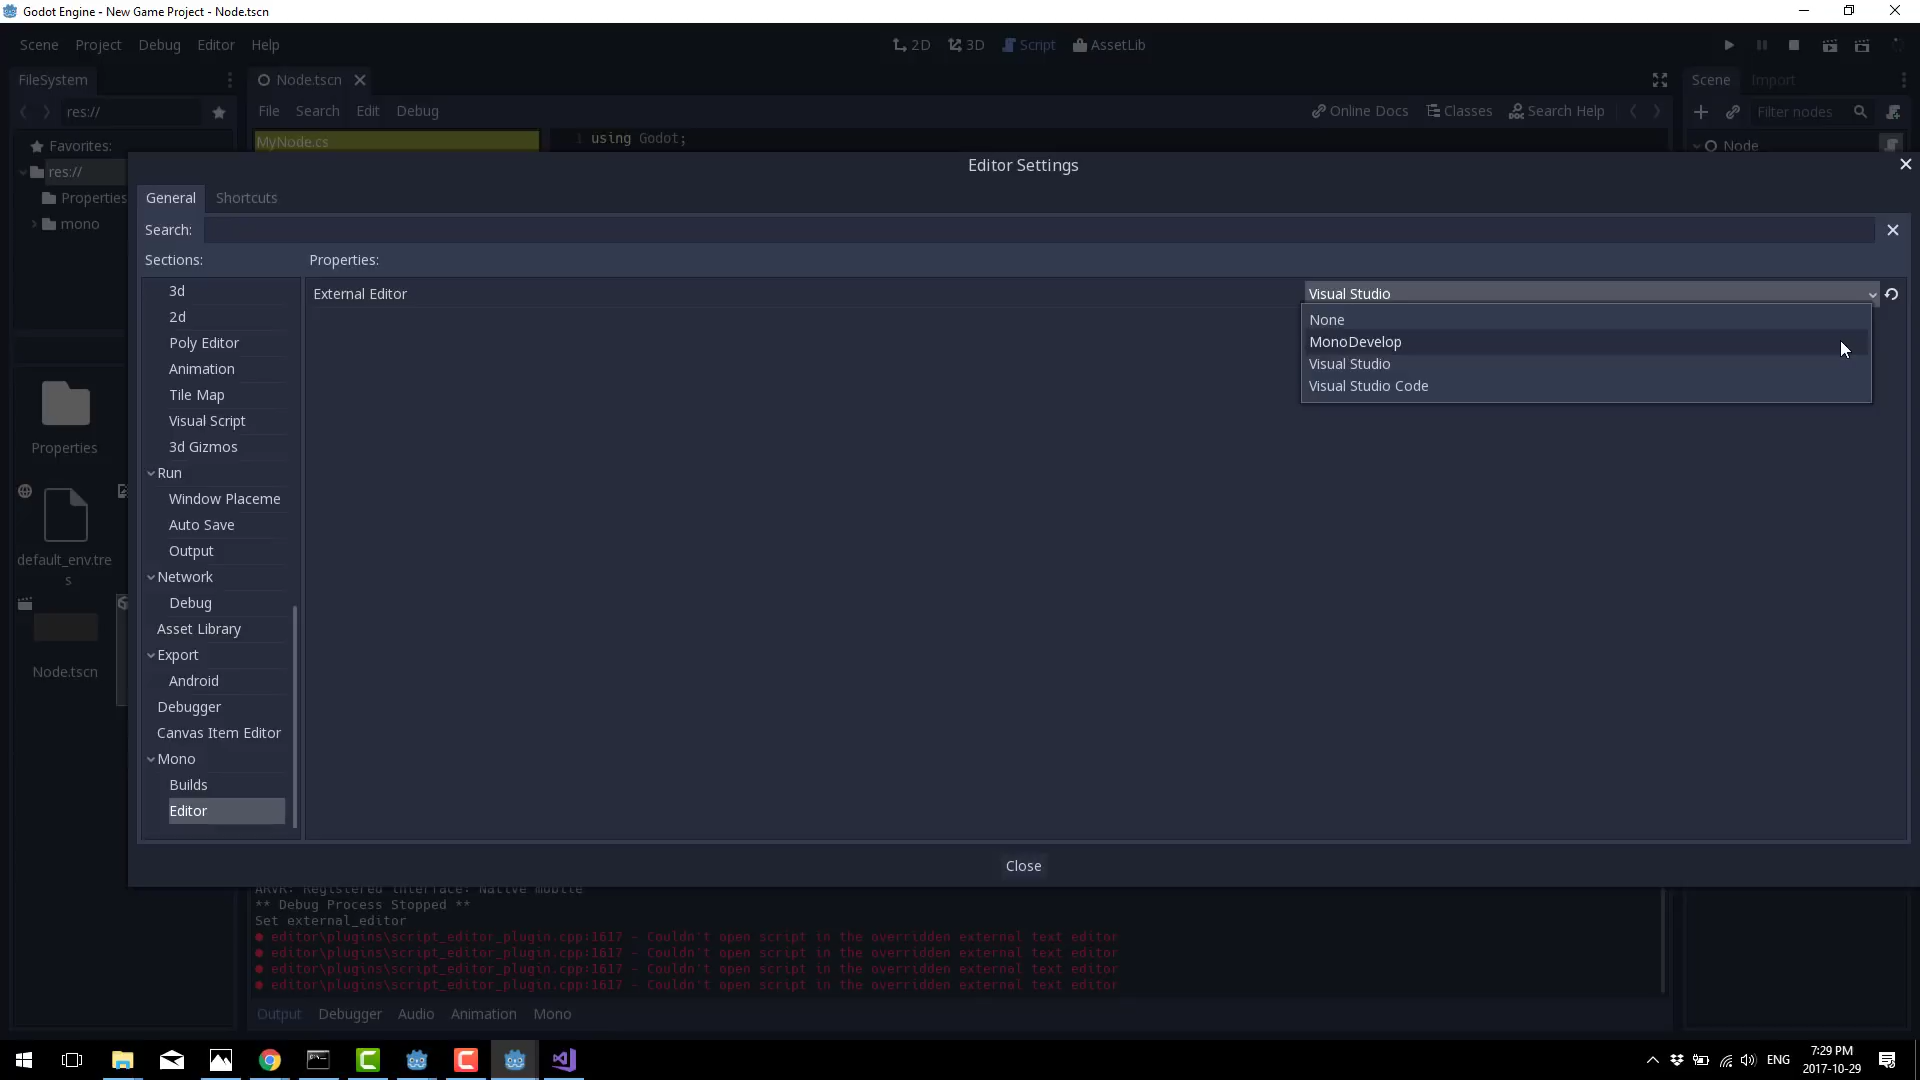 Godot Engine - New Game Project - Node.tscn
Scene Project Debug Editor Help
2D 3D Script AssetLib
FileSystem
Node.tscn
Scene Import
res://
File Search Edit Debug
Online Docs Classes Search Help
Filter nodes
Favorites:
MyNode.cs
1 using Godot;
Node
res://
Properties
mono
Editor Settings
General Shortcuts
Search:
Sections: Properties:
External Editor
Visual Studio
None
MonoDevelop
Visual Studio
Visual Studio Code
3d
2d
Poly Editor
Animation
Tile Map
Visual Script
3d Gizmos
Run
Window Placeme
Auto Save
Output
Network
Debug
Asset Library
Export
Android
Debugger
Canvas Item Editor
Mono
Builds
Editor
Properties
default_env.tre
s
Node.tscn
Close
ARVR: Registered interface: Native mobile
** Debug Process Stopped **
Set external_editor
editor\plugins\script_editor_plugin.cpp:1617 - Couldn't open script in the overridden external text editor
editor\plugins\script_editor_plugin.cpp:1617 - Couldn't open script in the overridden external text editor
editor\plugins\script_editor_plugin.cpp:1617 - Couldn't open script in the overridden external text editor
editor\plugins\script_editor_plugin.cpp:1617 - Couldn't open script in the overridden external text editor
Output Debugger Audio Animation Mono
ENG
7:29 PM
2017-10-29